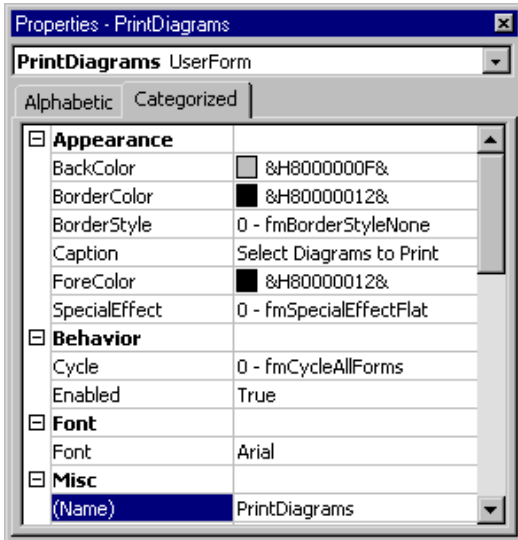 Properties - PrintDiagrams
PrintDiagrams UserForm
Alphabetic Categorized
Appearance
BackColor &H8000000F&
BorderColor &H80000012&
BorderStyle 0 - fmBorderStyleNone
Caption Select Diagrams to Print
ForeColor &H80000012&
SpecialEffect 0 - fmSpecialEffectFlat
Behavior
Cycle 0 - fmCycleAllForms
Enabled True
Font
Font Arial
Misc
(Name) PrintDiagrams